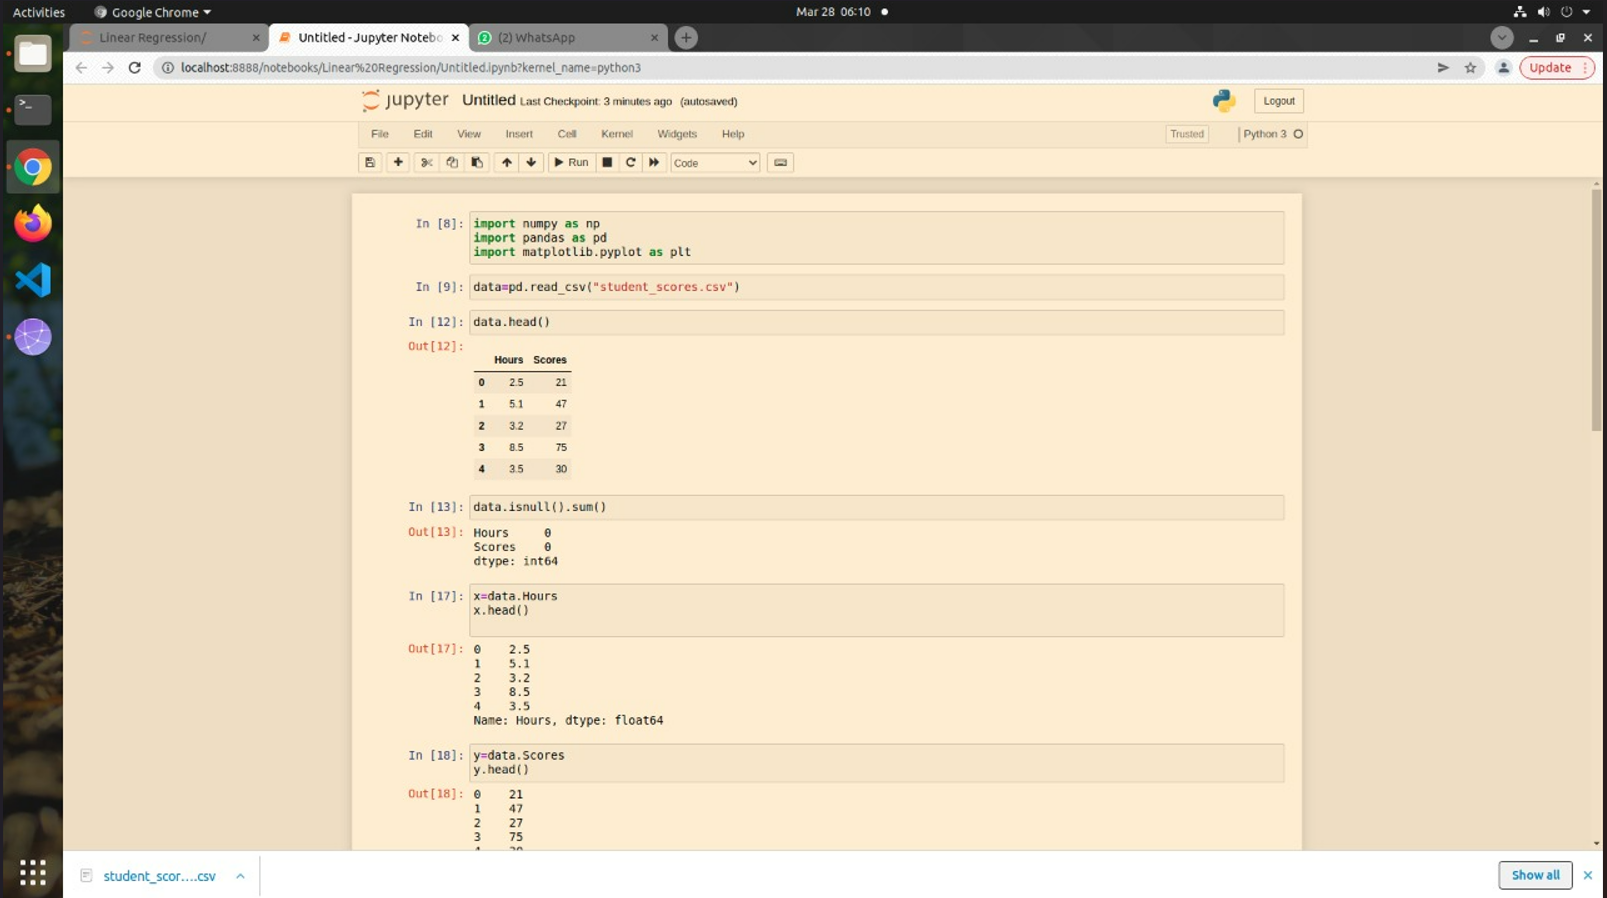 Activities Google Chrome Mar 28 06:10
Linear Regression/ Untitled - Jupyter Notebo (2) WhatsApp
localhost:8888/notebooks/Linear%20Regression/Untitled.ipynb?kernel_name=python3 Update
jupyter Untitled Last Checkpoint: 3 minutes ago (autosaved) Logout
File Edit View Insert Cell Kernel Widgets Help Trusted Python 3
Run Code
In [8]: import numpy as np
import pandas as pd
import matplotlib.pyplot as plt
In [9]: data=pd.read_csv("student_scores.csv")
In [12]: data.head()
Out[12]:
Hours Scores
0 2.5 21
1 5.1 47
2 3.2 27
3 8.5 75
4 3.5 30
In [13]: data.isnull().sum()
Out[13]: Hours 0
Scores 0
dtype: int64
In [17]: x=data.Hours
x.head()
Out[17]: 0 2.5
1 5.1
2 3.2
3 8.5
4 3.5
Name: Hours, dtype: float64
In [18]: y=data.Scores
y.head()
Out[18]: 0 21
1 47
2 27
3 75
student_scor....csv Show all